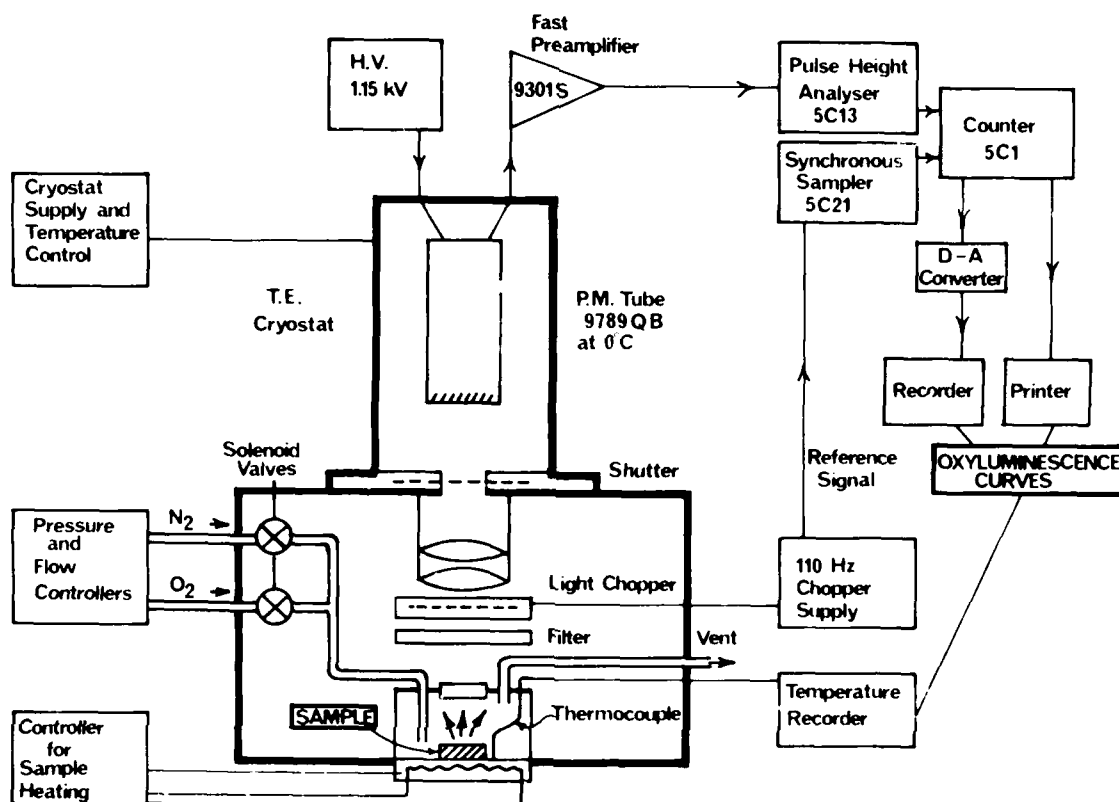 Fast
Preamplifier
H.V.
1.15 kV
9301S
Pulse Height
Analyser
5C13
Counter
5C1
Synchronous
Sampler
5C21
Cryostat
Supply and
Temperature
Control
D-A
Converter
T.E.
Cryostat
P.M. Tube
9789QB
at 0°C
Recorder
Printer
Solenoid
Valves
Shutter
Reference
Signal
OXYLUMINESCENCE
CURVES
Pressure
and
Flow
Controllers
N2
O2
Light Chopper
110 Hz
Chopper
Supply
Filter
Vent
SAMPLE
Thermocouple
Temperature
Recorder
Controller
for
Sample
Heating